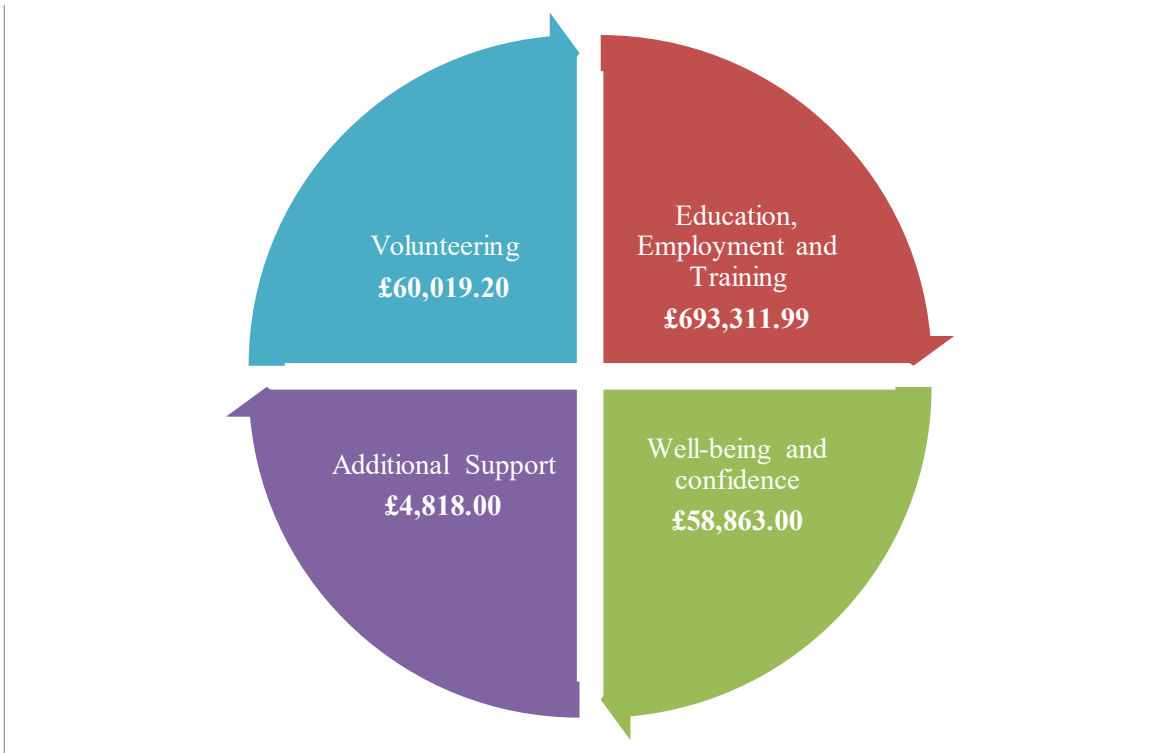 Volunteering
£60,019.20
Education,
Employment and
Training
£693,311.99
Additional Support
£4,818.00
Well-being and
confidence
£58,863.00